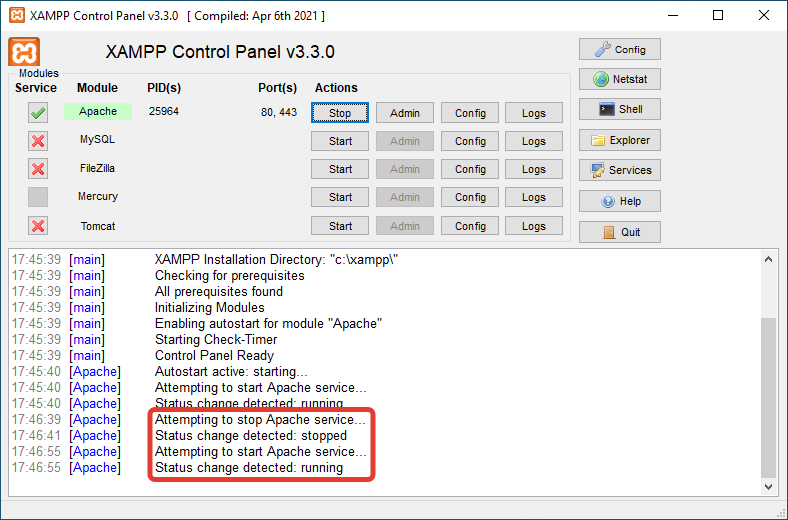 XAMPP Control Panel v3.3.0 [ Compiled: Apr 6th 2021 ]
XAMPP Control Panel v3.3.0
Config
Modules
Service Module PID(s) Port(s) Actions
Netstat
Apache 25964 80, 443 Stop Admin Config Logs
Shell
MySQL Start Admin Config Logs
Explorer
FileZilla Start Admin Config Logs
Services
Mercury Start Admin Config Logs
Help
Tomcat Start Admin Config Logs
Quit
17:45:39 [main] XAMPP Installation Directory: "c:\xampp\"
17:45:39 [main] Checking for prerequisites
17:45:39 [main] All prerequisites found
17:45:39 [main] Initializing Modules
17:45:39 [main] Enabling autostart for module "Apache"
17:45:39 [main] Starting Check-Timer
17:45:39 [main] Control Panel Ready
17:45:40 [Apache] Autostart active: starting...
17:45:40 [Apache] Attempting to start Apache service...
17:45:40 [Apache] Status change detected: running
17:46:39 [Apache] Attempting to stop Apache service...
17:46:41 [Apache] Status change detected: stopped
17:46:55 [Apache] Attempting to start Apache service...
17:46:55 [Apache] Status change detected: running